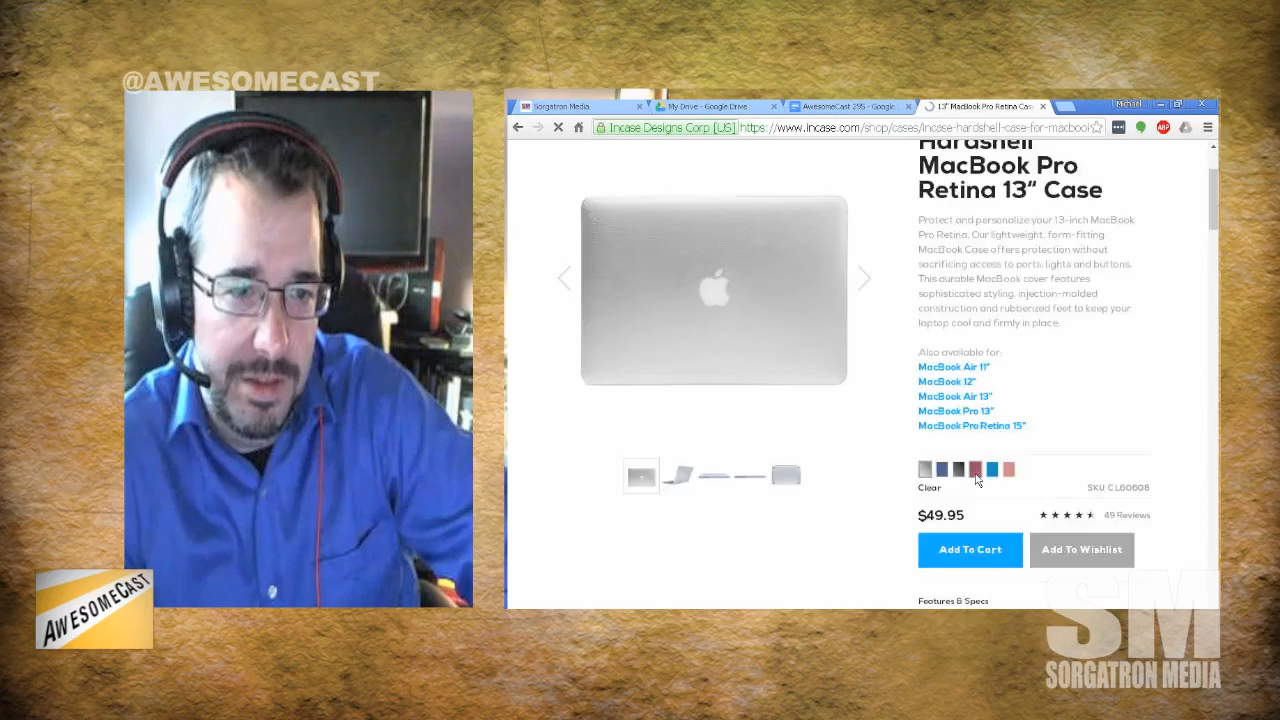 @AWESOMECAST
Sorgatron Media
My Drive - Google Drive
AwesomeCast 295 - Google
13" MacBook Pro Retina Cas
Michael
Incase Designs Corp [US]
https://www.incase.com/shop/cases/incase-hardshell-case-for-macbook
ABP
Hardshell
MacBook Pro
Retina 13" Case
Protect and personalize your 13-inch MacBook
Pro Retina. Our lightweight, form-fitting
MacBook Case offers protection without
sacrificing access to ports, lights and buttons.
This durable MacBook cover features
sophisticated styling, injection-molded
construction and rubberized feet to keep your
laptop cool and firmly in place.
Also available for:
MacBook Air 11"
MacBook 12"
MacBook Air 13"
MacBook Pro 13"
MacBook Pro Retina 15"
Clear
SKU CL60608
$49.95
49 Reviews
Add To Cart
Add To Wishlist
Features & Specs
AWESOMECAST
SM
SORGATRON MEDIA